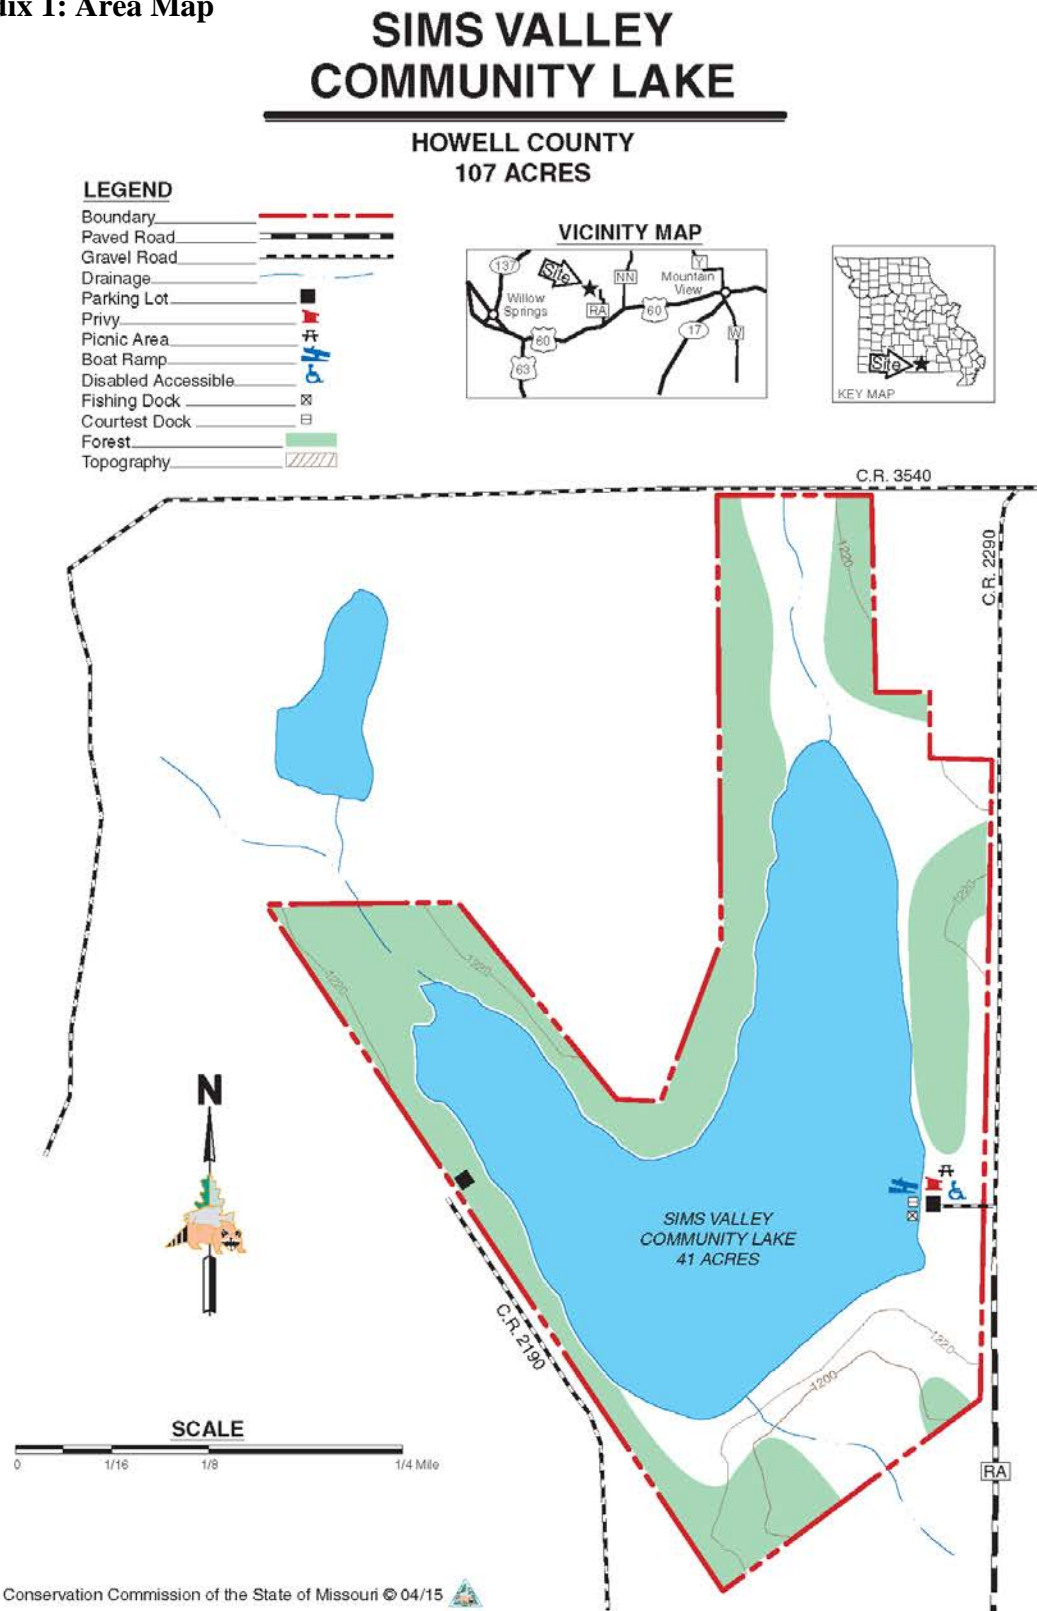 dix 1: Area Map
SIMS VALLEY
COMMUNITY LAKE
HOWELL COUNTY
107 ACRES
LEGEND
Boundary
Paved Road
Gravel Road
Drainage
Parking Lot
Privy
Picnic Area
Boat Ramp
Disabled Accessible
Fishing Dock
Courtest Dock
Forest
Topography
VICINITY MAP
137
Site
Willow
Springs
NN
Y
Mountain
View
RA
60
60
17
W
63
Site
KEY MAP
C.R. 3540
C.R. 2290
1220
1220
1220
1220
N
SIMS VALLEY
COMMUNITY LAKE
41 ACRES
C.R. 2190
1220
1200
RA
SCALE
0 1/16 1/8 1/4 Mile
Conservation Commission of the State of Missouri © 04/15